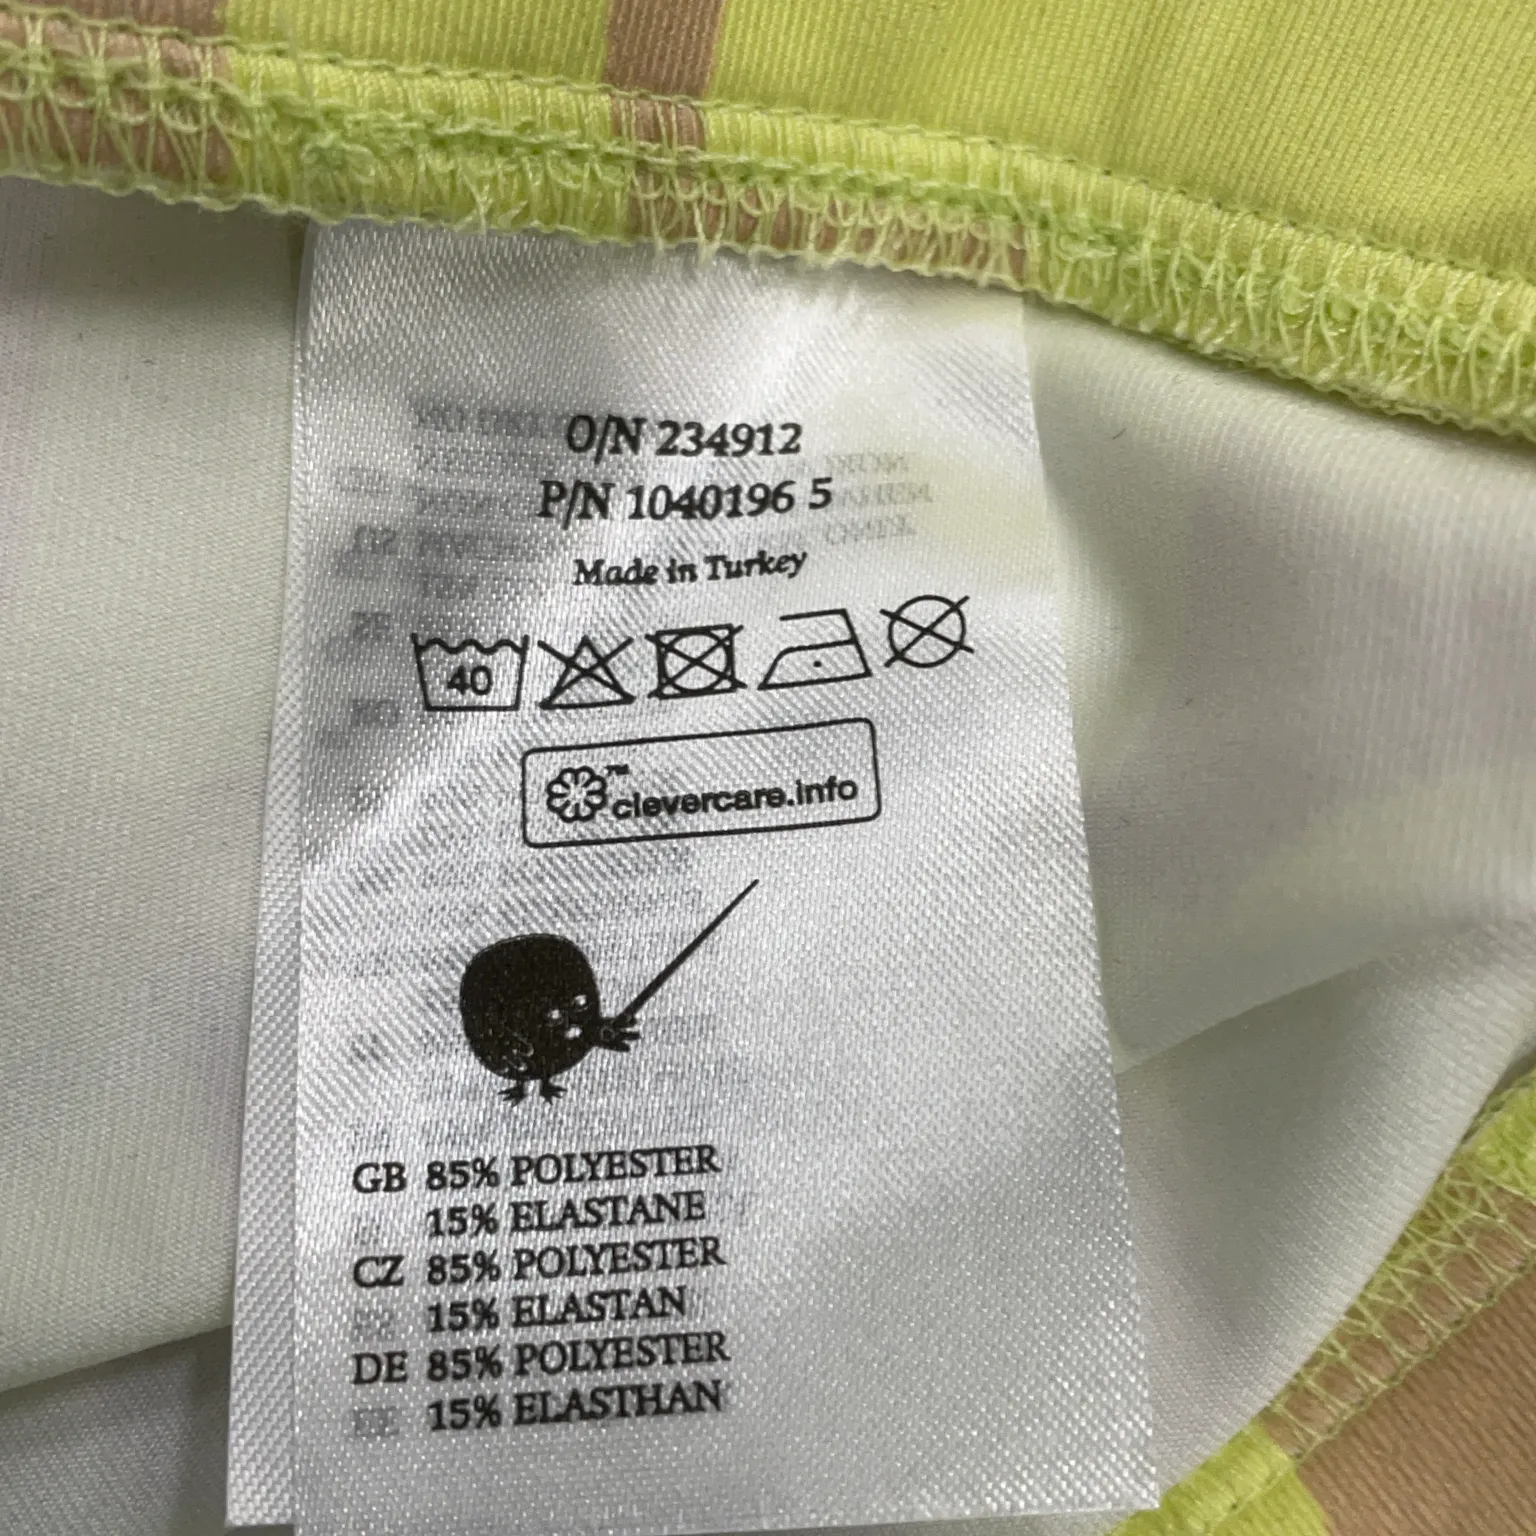 O/N 234912
P/N 1040196 5
Made in Turkey
40
™clevercare.info
GB 85% POLYESTER
15% ELASTANE
CZ 85% POLYESTER
15% ELASTAN
DE 85% POLYESTER
15% ELASTHAN